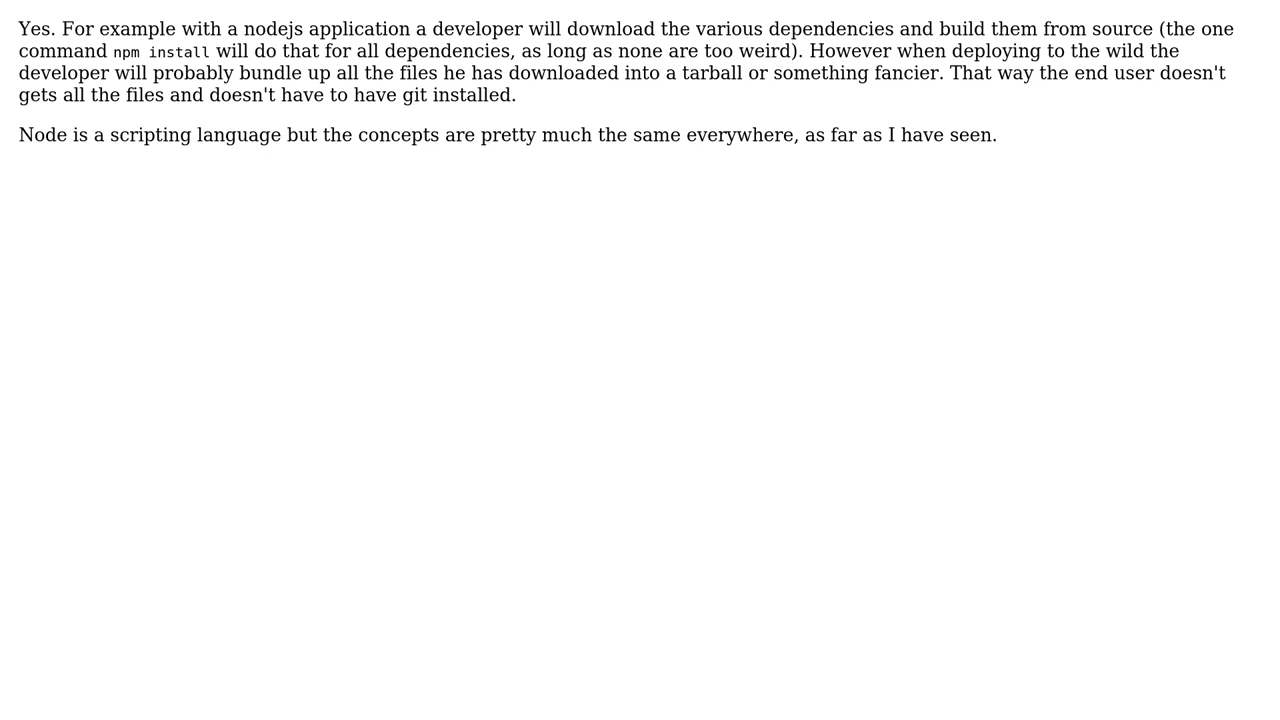 Yes. For example with a nodejs application a developer will download the various dependencies and build them from source (the one
command npm install will do that for all dependencies, as long as none are too weird). However when deploying to the wild the
developer will probably bundle up all the files he has downloaded into a tarball or something fancier. That way the end user doesn't
gets all the files and doesn't have to have git installed.
Node is a scripting language but the concepts are pretty much the same everywhere, as far as I have seen.